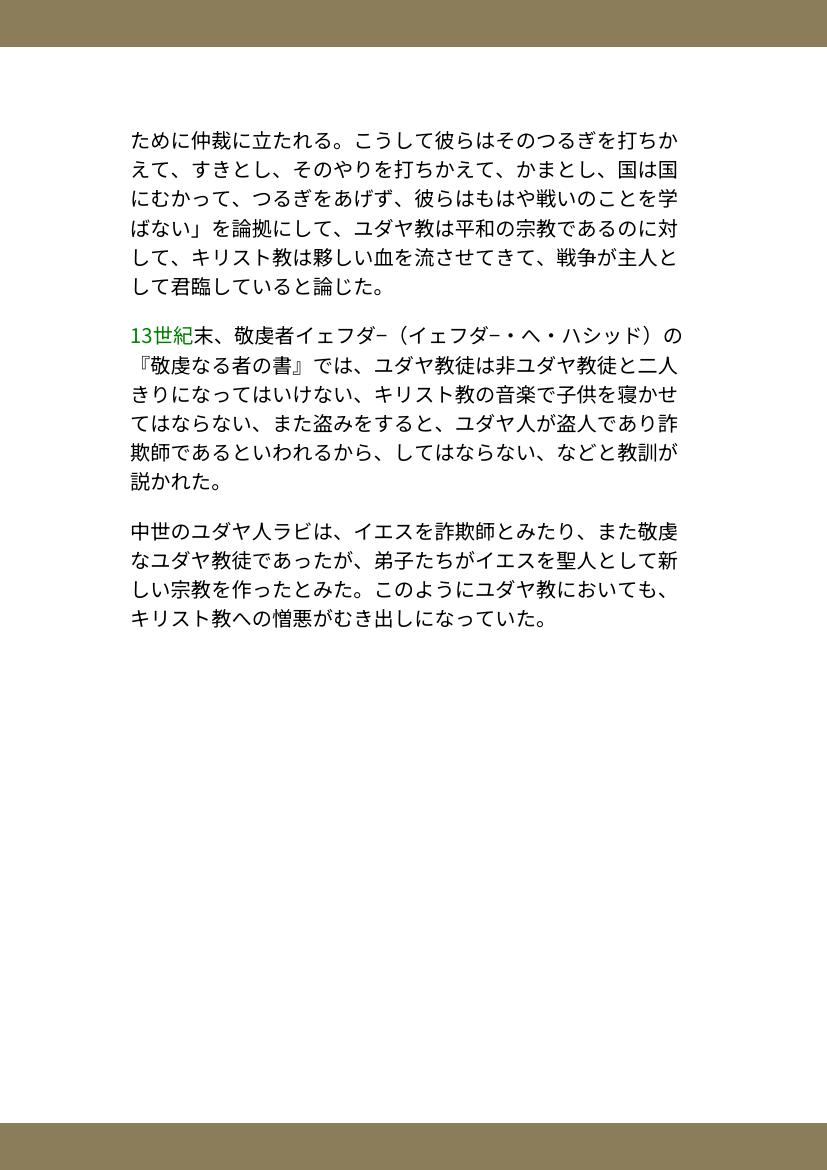 ために仲裁に立たれる。こうして彼らはそのつるぎを打ちか
えて、すきとし、そのやりを打ちかえて、かまとし、国は国
にむかって、つるぎをあげず、彼らはもはや戦いのことを学
ばない」を論拠にして、ユダヤ教は平和の宗教であるのに対
して、キリスト教は夥しい血を流させてきて、戦争が主人と
して君臨していると論じた。
13世紀末、敬虔者イェフダ−（イェフダ−・ヘ・ハシッド）の
『敬虔なる者の書』では、ユダヤ教徒は非ユダヤ教徒と二人
きりになってはいけない、キリスト教の音楽で子供を寝かせ
てはならない、また盗みをすると、ユダヤ人が盗人であり詐
欺師であるといわれるから、してはならない、などと教訓が
説かれた。
中世のユダヤ人ラビは、イエスを詐欺師とみたり、また敬虔
なユダヤ教徒であったが、弟子たちがイエスを聖人として新
しい宗教を作ったとみた。このようにユダヤ教においても、
キリスト教への憎悪がむき出しになっていた。